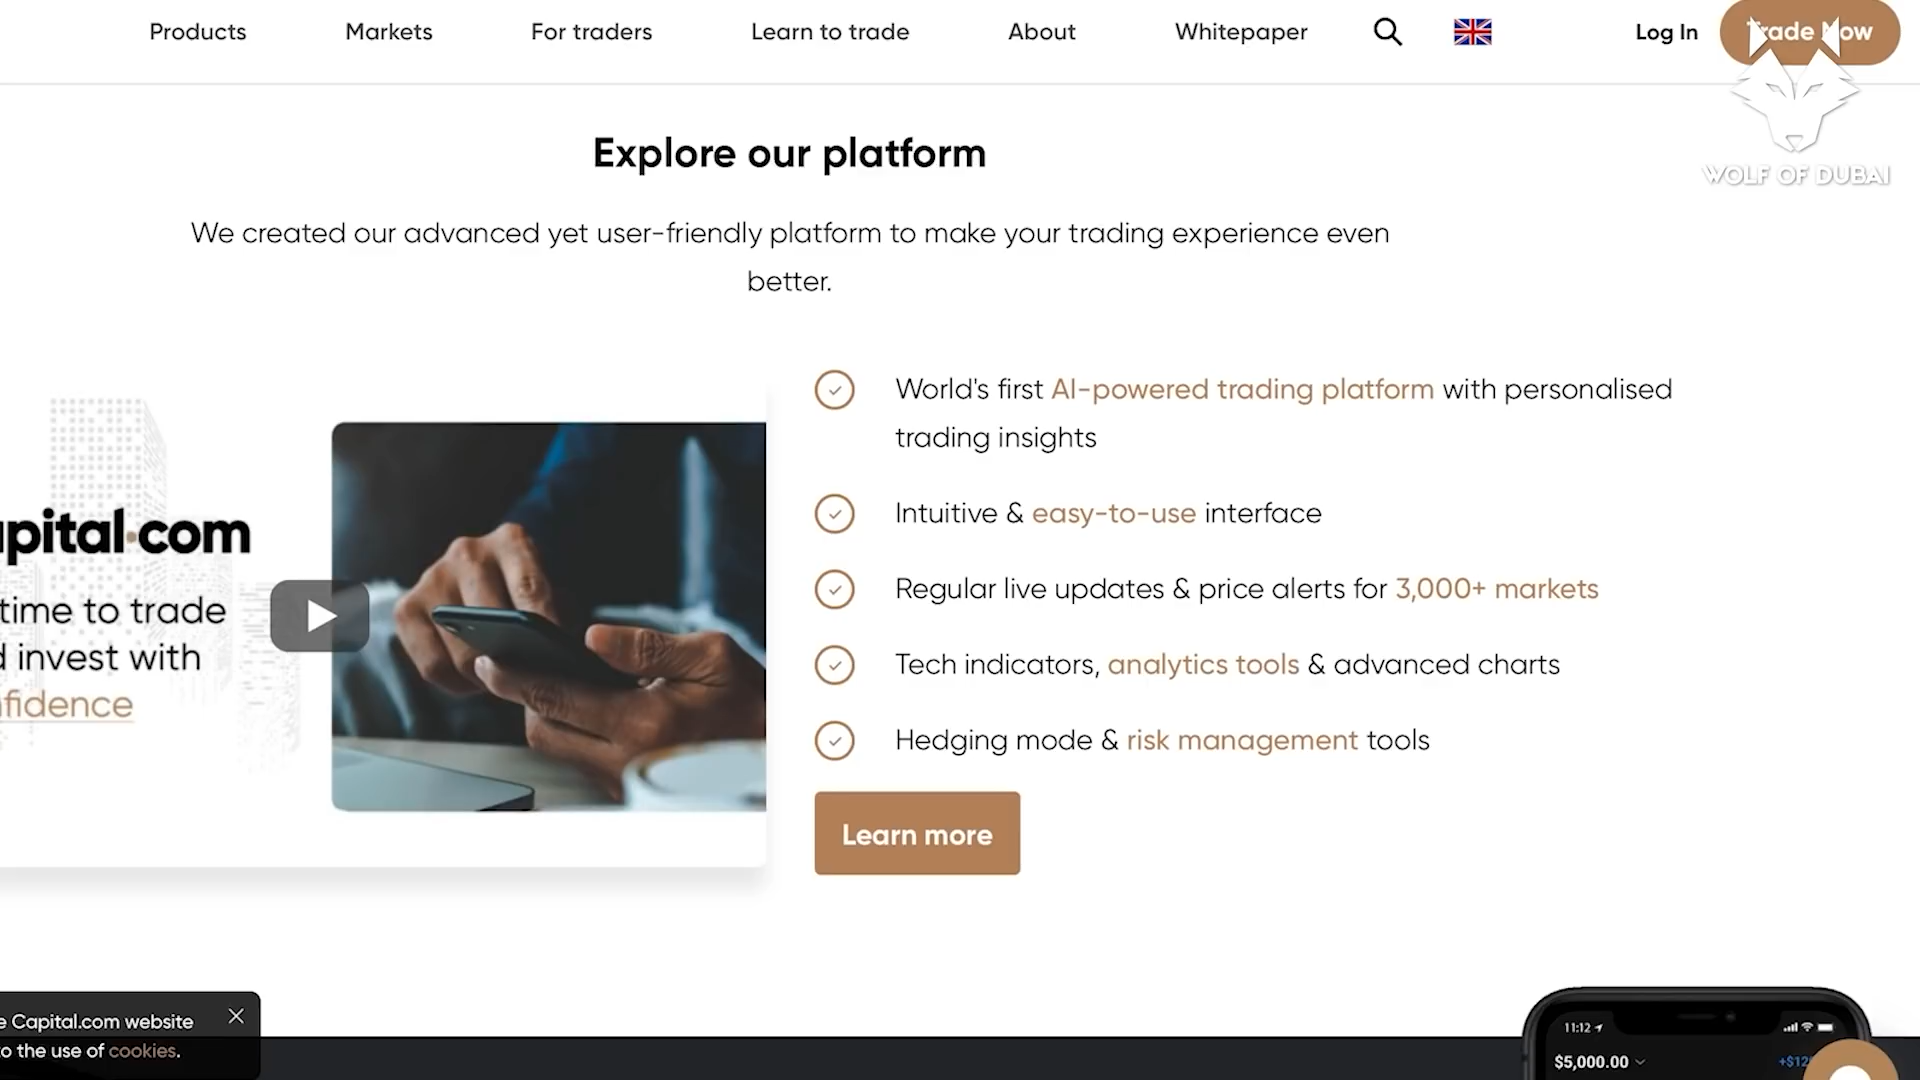 Products Markets For traders Learn to trade About Whitepaper Log In
WOLF OF DUBAI
Explore our platform
We created our advanced yet user-friendly platform to make your trading experience even
better.
World's first AI-powered trading platform with personalised
trading insights
Intuitive & easy-to-use interface
Regular live updates & price alerts for 3,000+ markets
Tech indicators, analytics tools & advanced charts
Hedging mode & risk management tools
Learn more
apital.com
time to trade
d invest with
nfidence
e Capital.com website
to the use of cookies.
11:12
$5,000.00